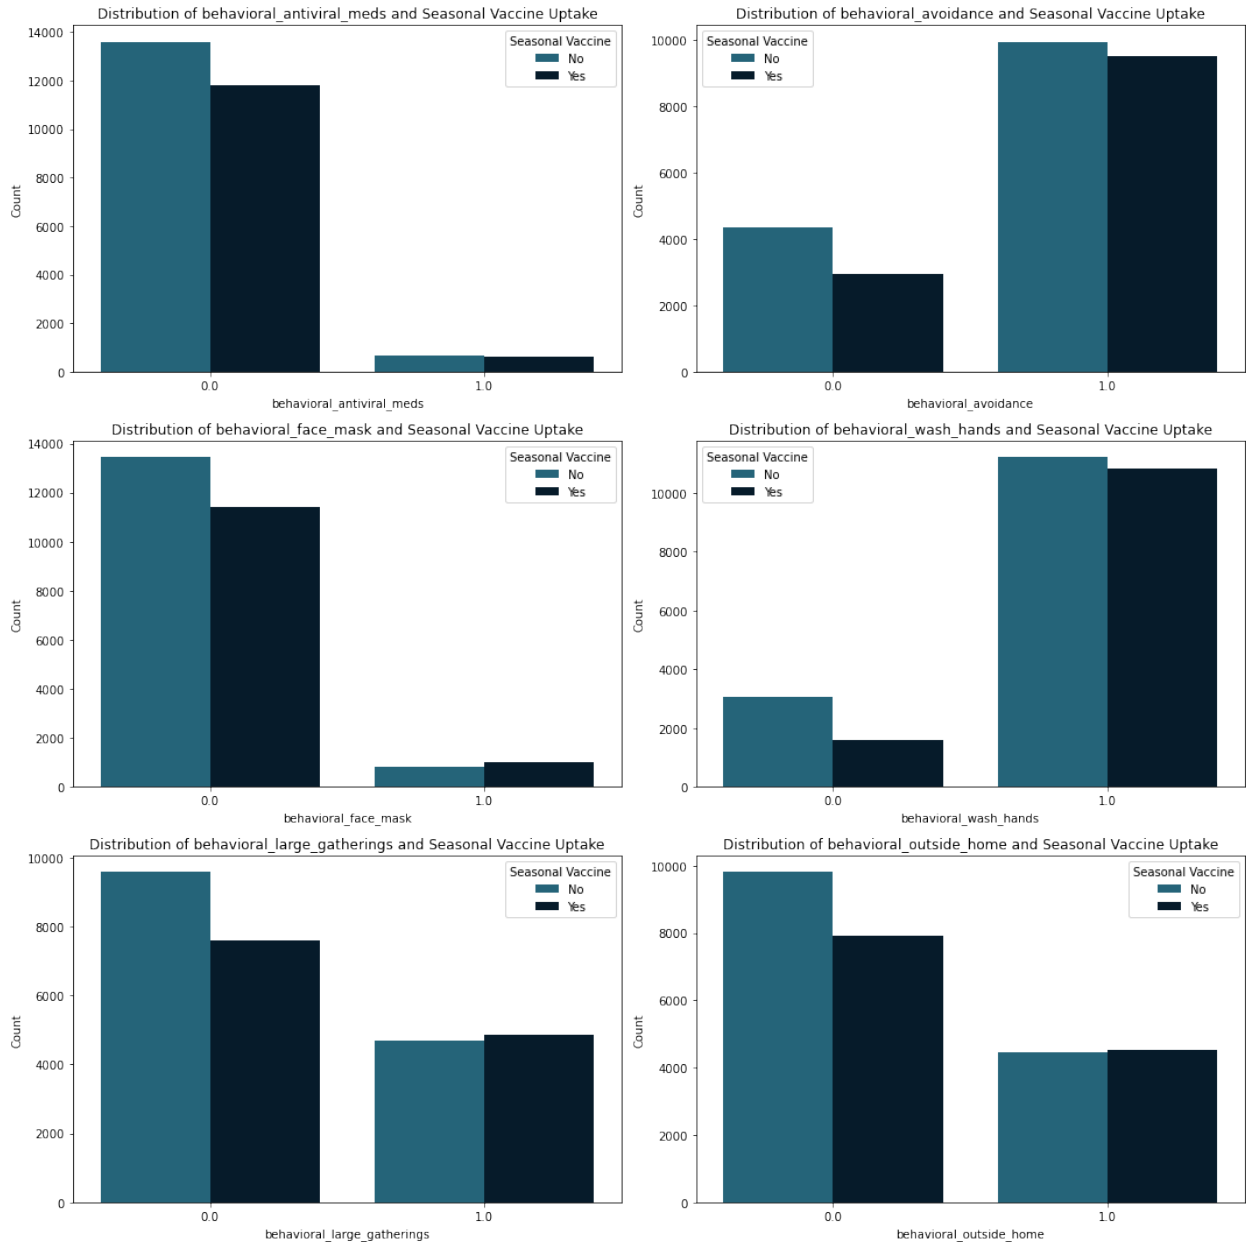 Distribution of behavioral_antiviral_meds and Seasonal Vaccine Uptake
14000
12000
10000
8000
6000
4000
2000
0
Count
Seasonal Vaccine
No
Yes
0.0
1.0
behavioral_antiviral_meds
Distribution of behavioral_avoidance and Seasonal Vaccine Uptake
10000
8000
6000
4000
2000
0
Count
Seasonal Vaccine
No
Yes
0.0
1.0
behavioral_avoidance
Distribution of behavioral_face_mask and Seasonal Vaccine Uptake
14000
12000
10000
8000
6000
4000
2000
0
Count
Seasonal Vaccine
No
Yes
0.0
1.0
behavioral_face_mask
Distribution of behavioral_wash_hands and Seasonal Vaccine Uptake
10000
8000
6000
4000
2000
0
Count
Seasonal Vaccine
No
Yes
0.0
1.0
behavioral_wash_hands
Distribution of behavioral_large_gatherings and Seasonal Vaccine Uptake
10000
8000
6000
4000
2000
0
Count
Seasonal Vaccine
No
Yes
0.0
1.0
behavioral_large_gatherings
Distribution of behavioral_outside_home and Seasonal Vaccine Uptake
10000
8000
6000
4000
2000
0
Count
Seasonal Vaccine
No
Yes
0.0
1.0
behavioral_outside_home